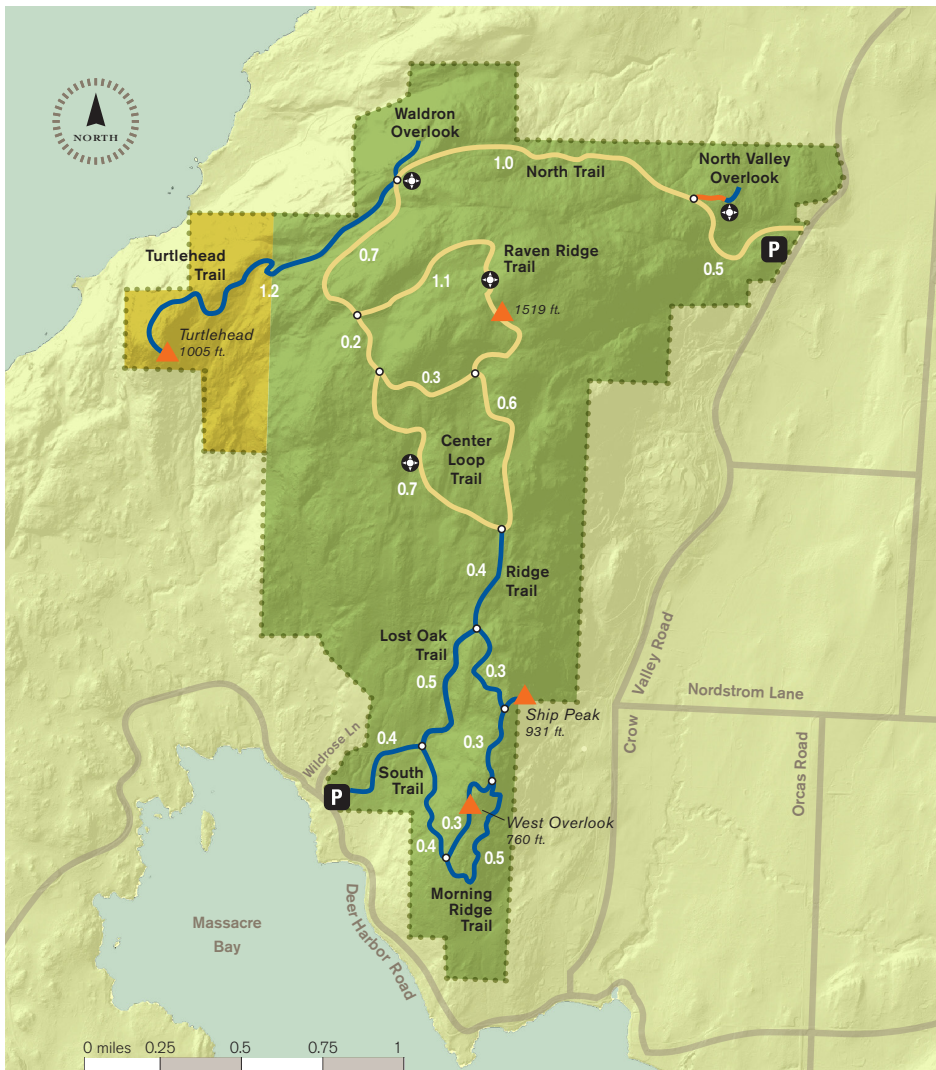 Waldron
Overlook
NORTH
1.0
North Trail
North Valley
Overlook
P
0.5
Turtlehead
Trail
1.2
0.7
Raven Ridge
Trail
1.1
1519 ft.
Turtlehead
1005 ft.
0.2
0.3
0.6
Center
Loop
Trail
0.7
0.4
Ridge
Trail
Lost Oak
Trail
0.5
0.3
Ship Peak
931 ft.
Valley Road
Nordstrom Lane
Crow
Orcas Road
Wildrose Ln
0.4
South
Trail
P
0.3
West Overlook
760 ft.
0.3
0.4
0.5
Morning
Ridge
Trail
Massacre
Bay
Deer Harbor Road
0 miles 0.25 0.5 0.75 1